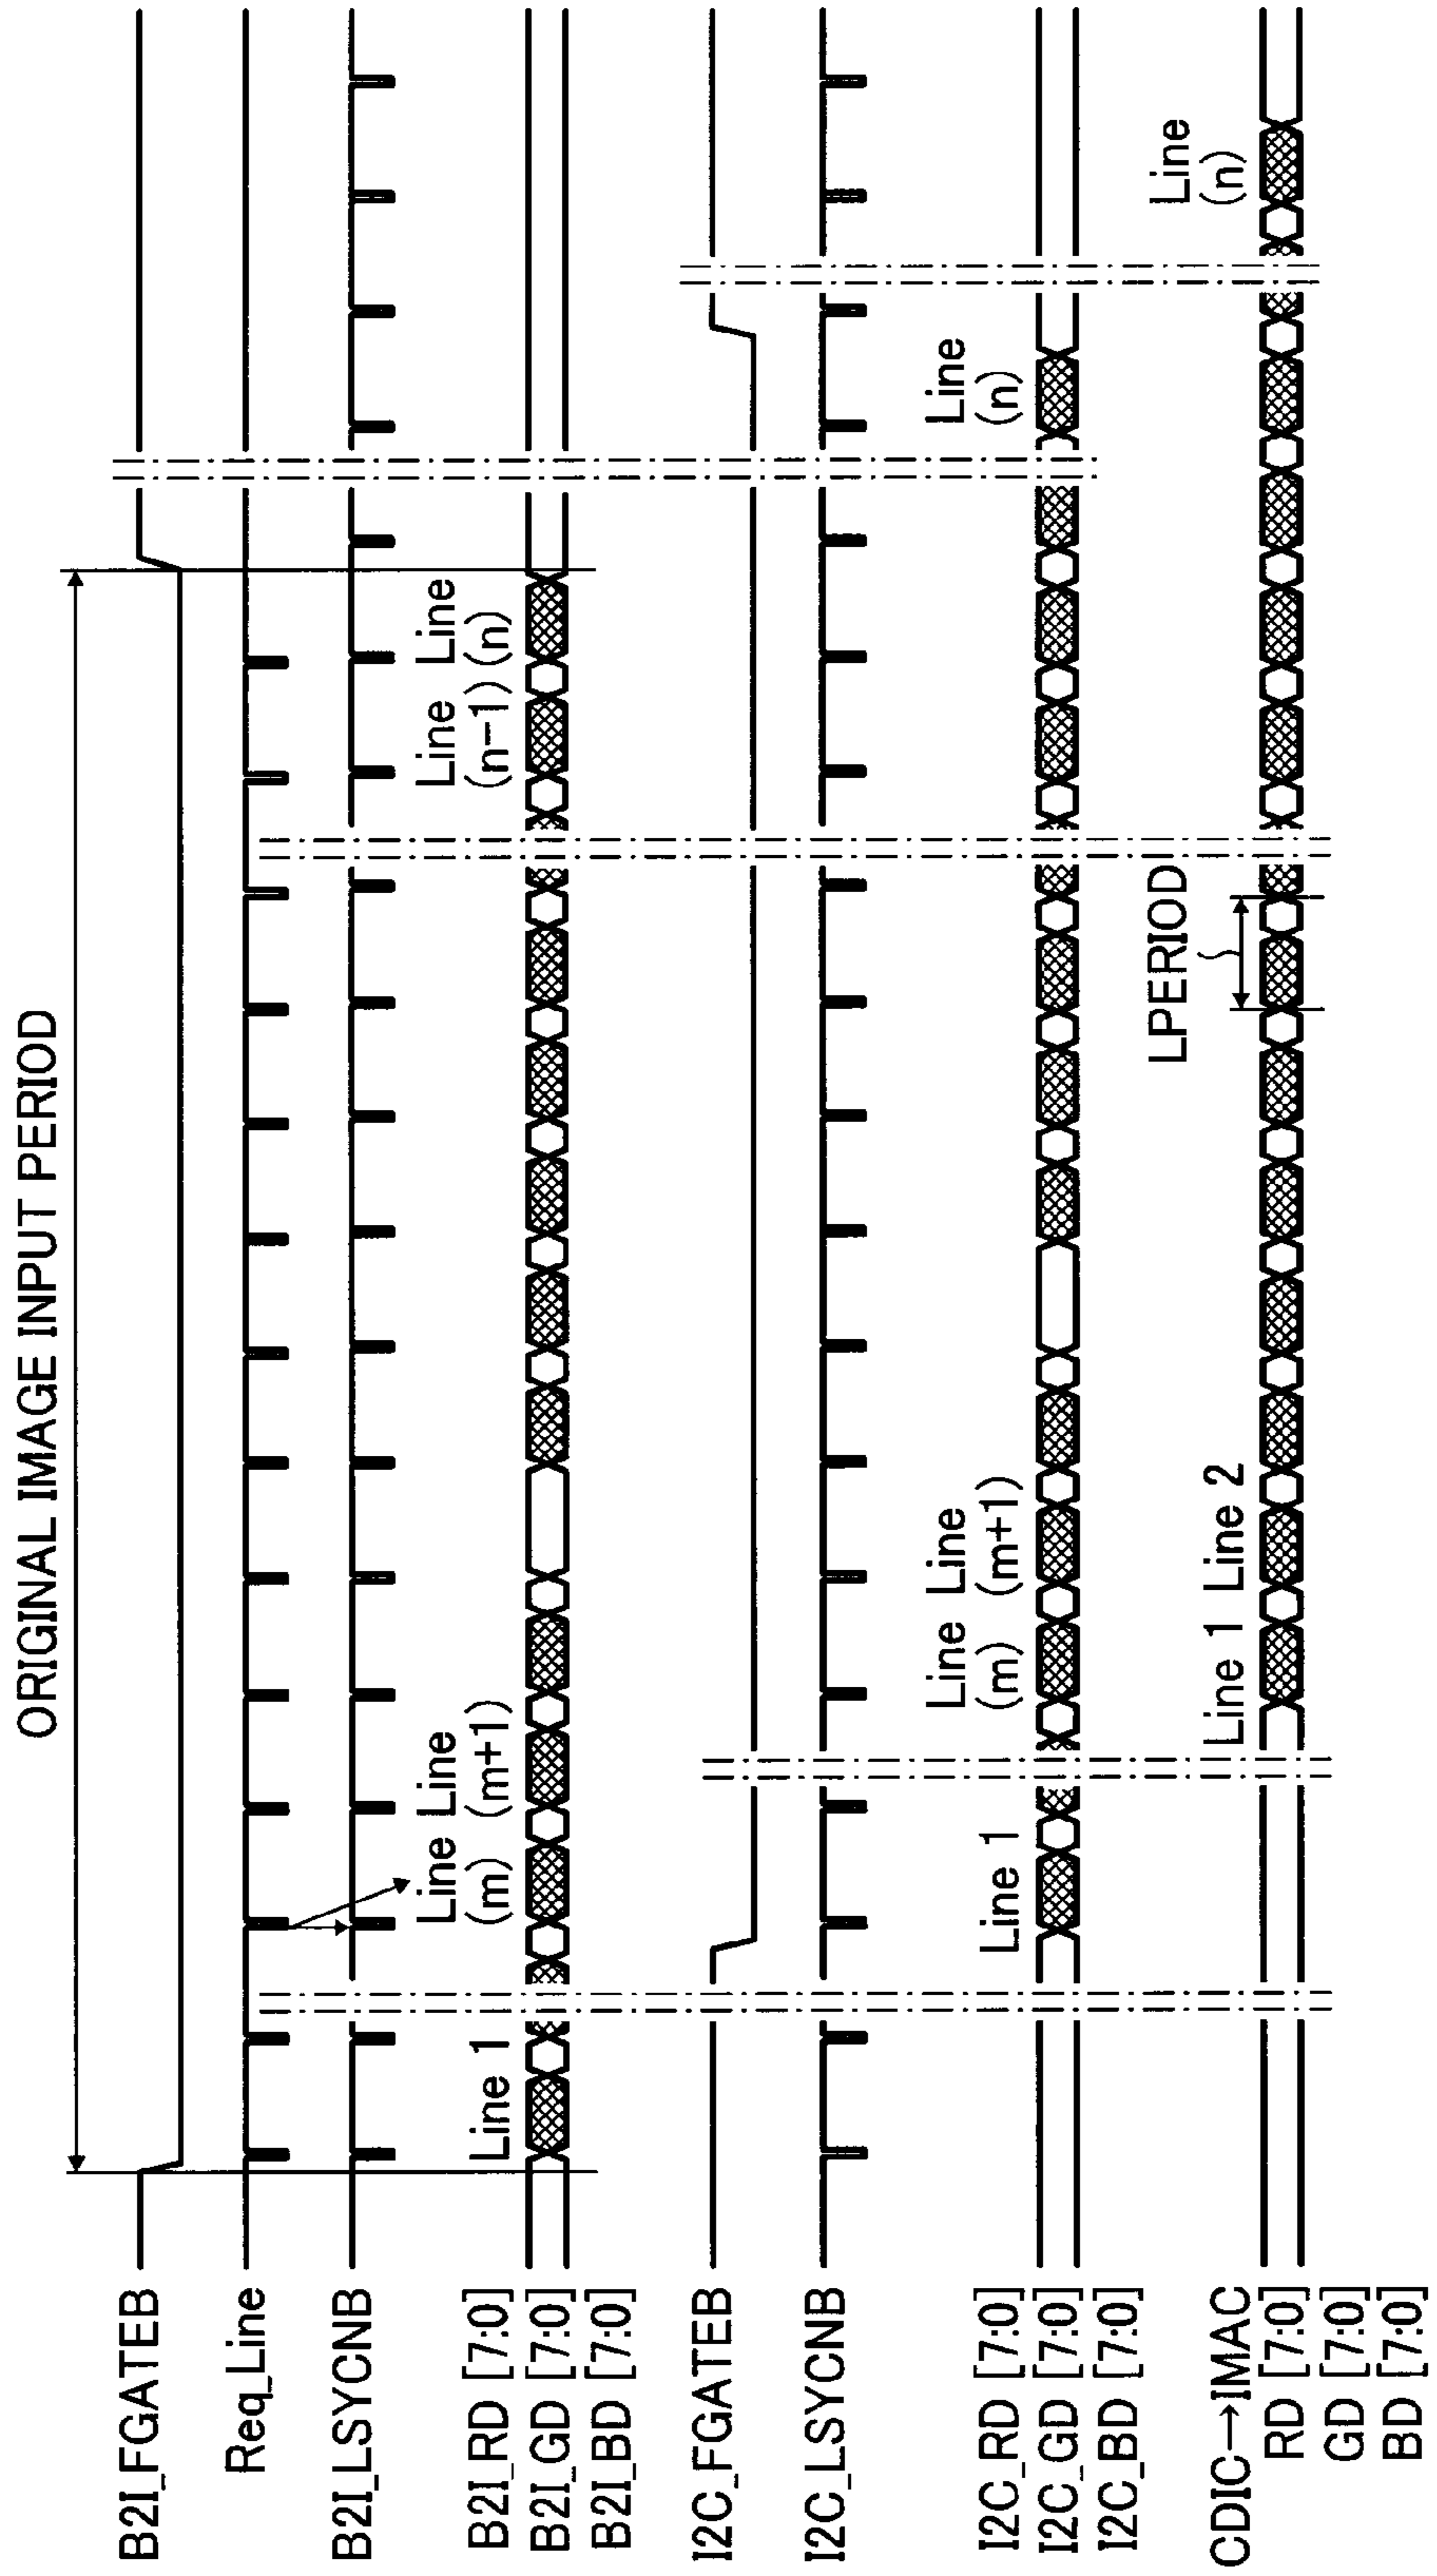 ORIGINAL IMAGE INPUT PERIOD
B2I_FGATEB
Req_Line
B2I_LSYCNB
Line Line Line Line
(m) (m+1) (n-1) (n)
Line 1
B2I_RD [7:0]
B2I_GD [7:0]
B2I_BD [7:0]
I2C_FGATEB
I2C_LSYCNB
Line Line Line
(m) (m+1) (n)
Line 1
I2C_RD [7:0]
I2C_GD [7:0]
I2C_BD [7:0]
LPERIOD
Line
(n)
Line 1 Line 2
CDIC→IMAC
RD [7:0]
GD [7:0]
BD [7:0]